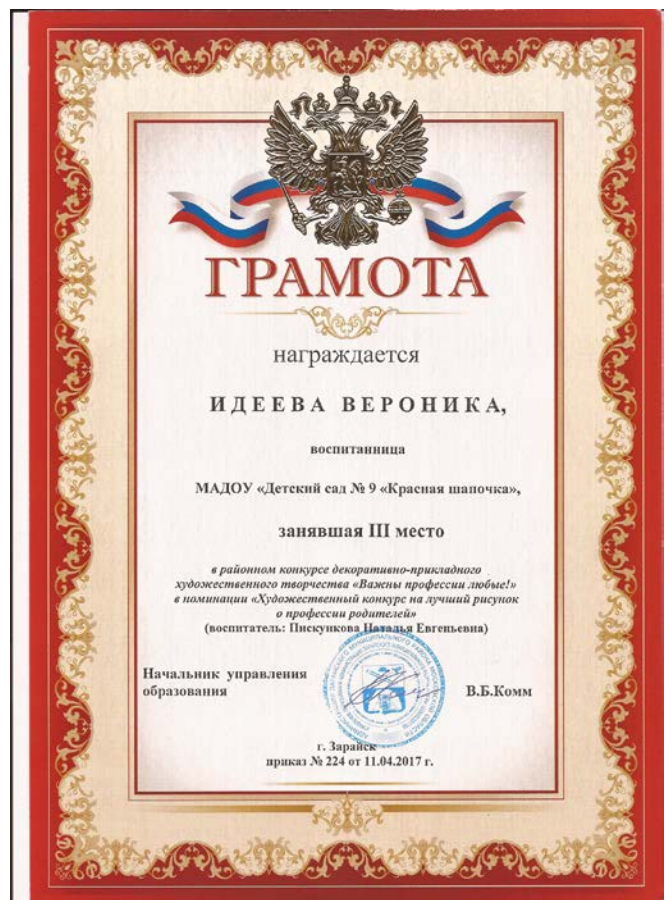 ГРАМОТА
награждается
ИДЕЕВА ВЕРОНИКА,
воспитанница
МАДОУ «Детский сад № 9 «Красная шапочка»,
занявшая III место
в районном конкурсе декоративно-прикладного
художественного творчества «Важны профессии любые!»
в номинации «Художественный конкурс на лучший рисунок
о профессии родителей»
(воспитатель: Пискункова Наталья Евгеньевна)
Начальник управления
образования
В.Б.Комм
г. Зарайск
приказ № 224 от 11.04.2017 г.